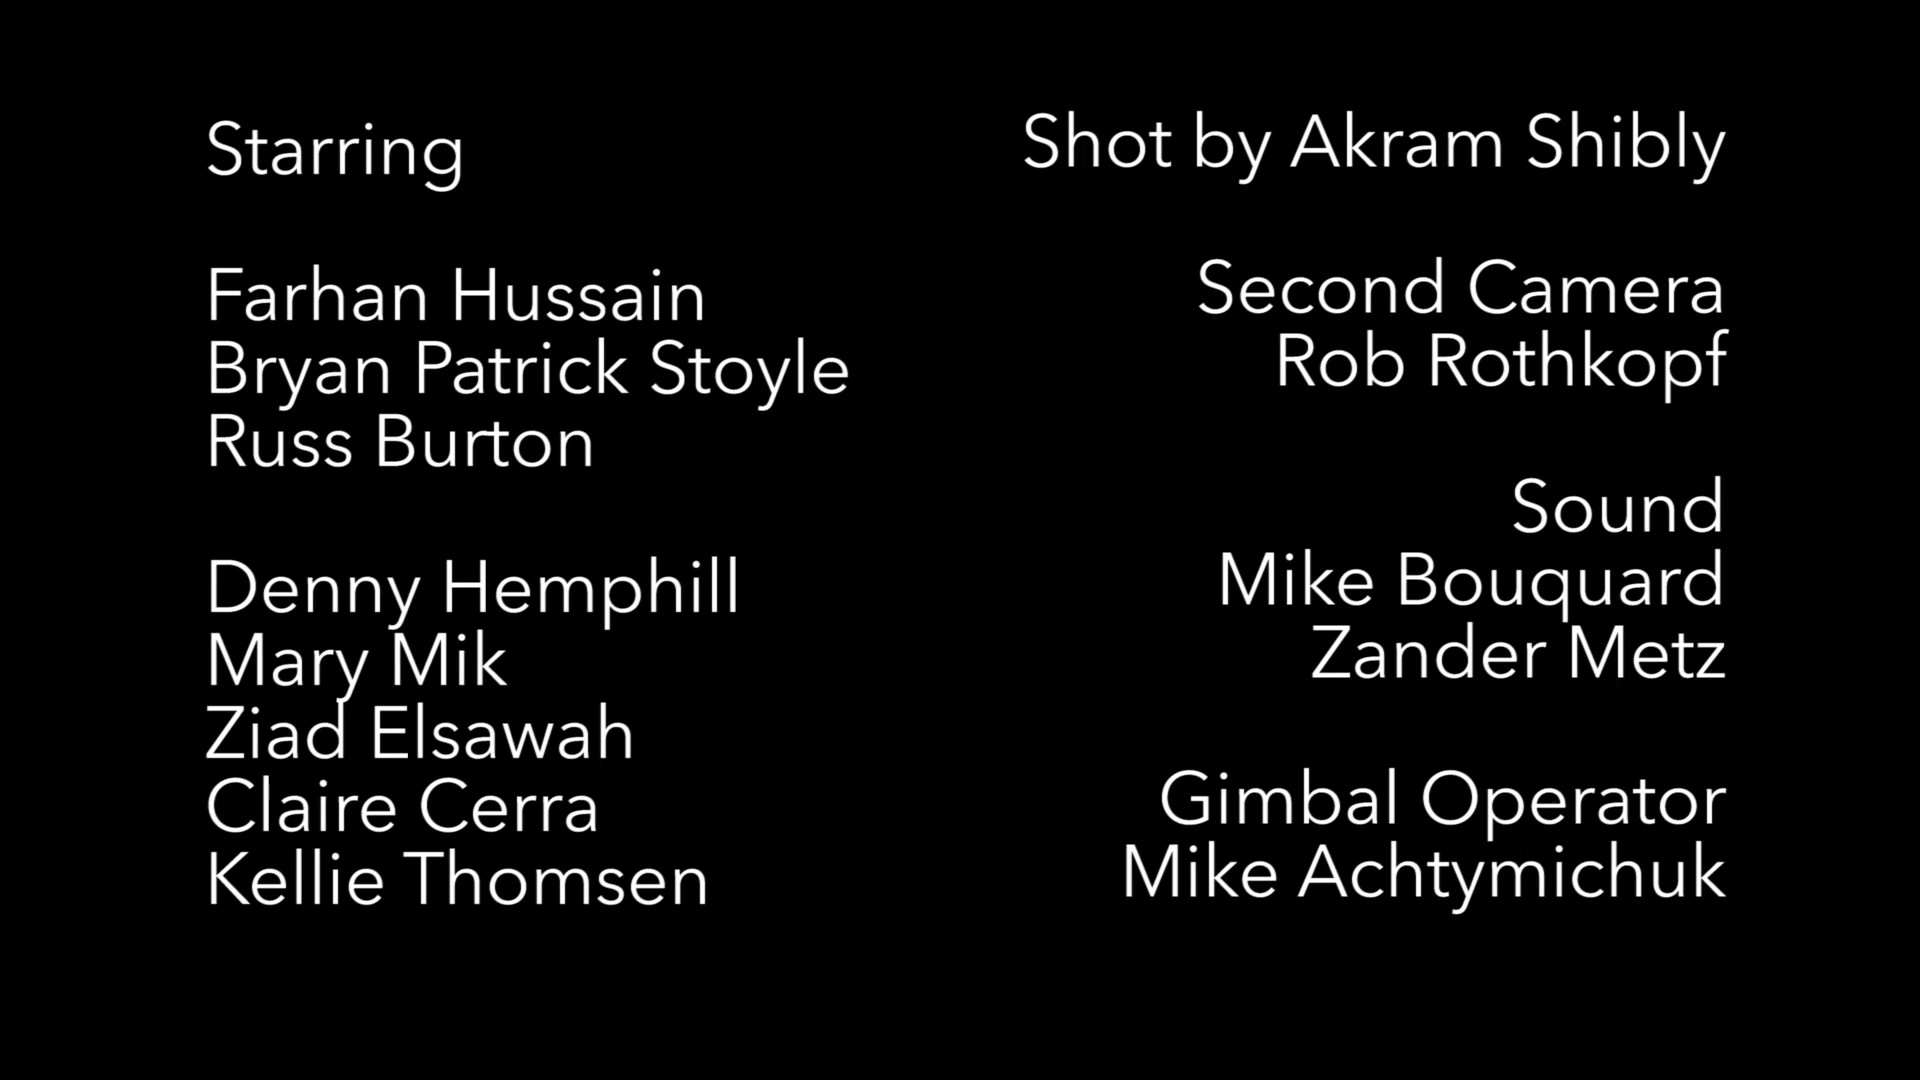 Starring
Farhan Hussain
Bryan Patrick Stoyle
Russ Burton
Denny Hemphill
Mary Mik
Ziad Elsawah
Claire Cerra
Kellie Thomsen
Shot by Akram Shibly
Second Camera
Rob Rothkopf
Sound
Mike Bouquard
Zander Metz
Gimbal Operator
Mike Achtymichuk